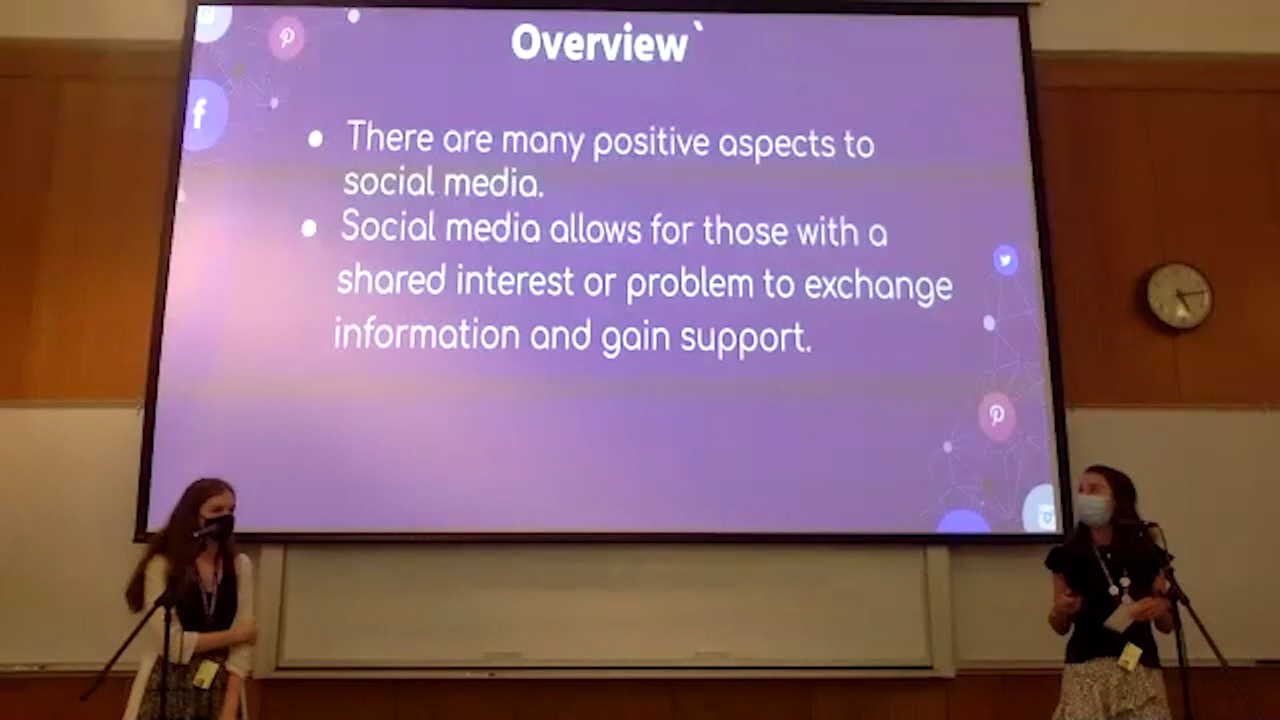 Overview`
• There are many positive aspects to
social media.
• Social media allows for those with a
shared interest or problem to exchange
information and gain support.